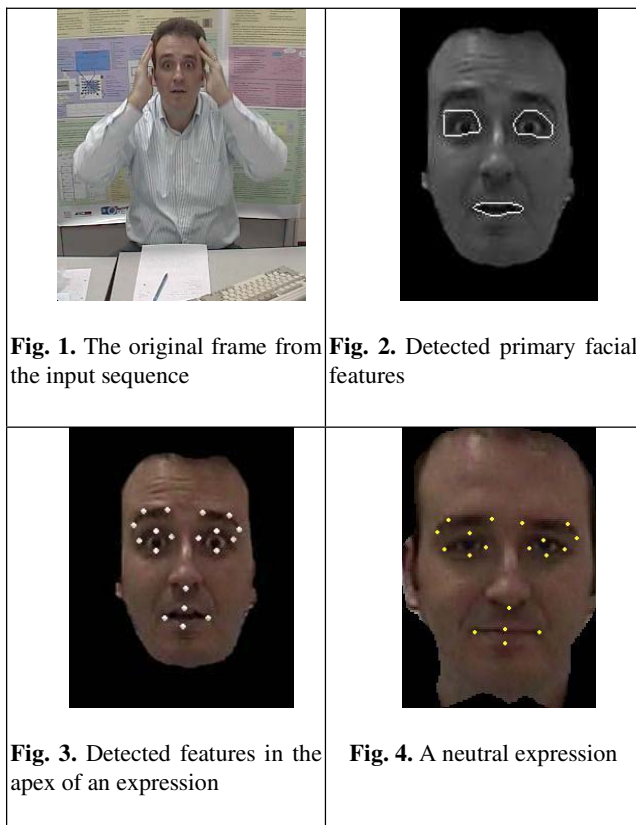 Fig. 1. The original frame from
the input sequence
Fig. 2. Detected primary facial
features
Fig. 3. Detected features in the
apex of an expression
Fig. 4. A neutral expression